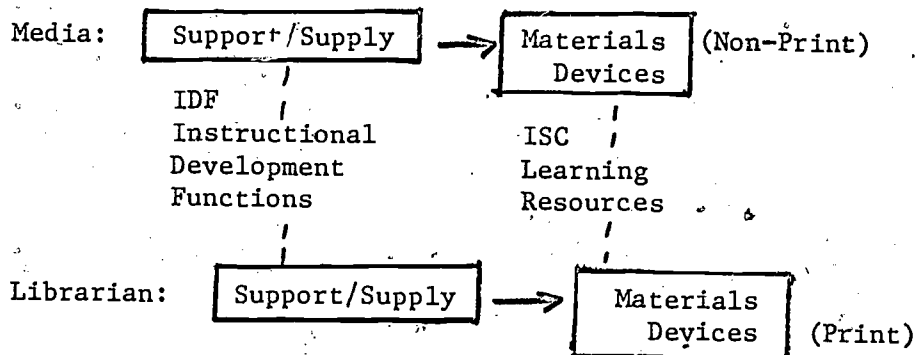 Media: Support/Supply Materials (Non-Print)
Devices
IDF
Instructional ISC
Development Learning
Functions Resources
Librarian: Support/Supply Materials
Devices (Print)